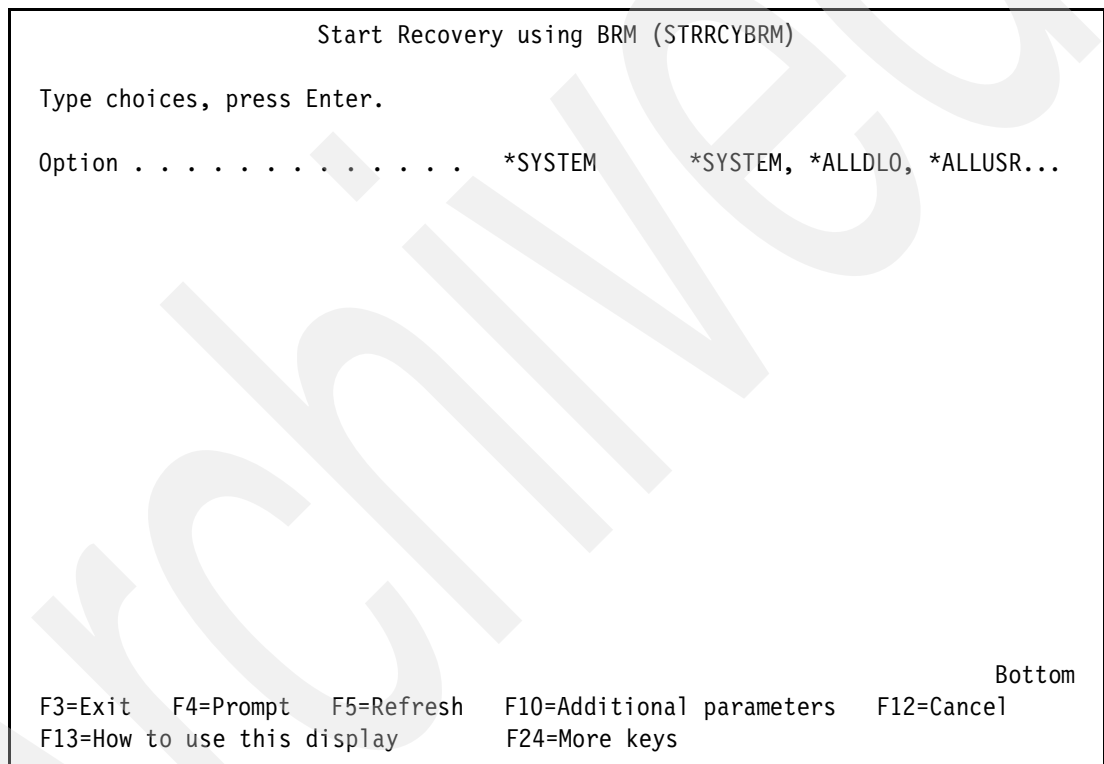 Start Recovery using BRM (STRRCYBRM)
Type choices, press Enter.
Option . . . . . . . . . . . . . *SYSTEM *SYSTEM, *ALLDLO, *ALLUSR...
Bottom
F3=Exit F4=Prompt F5=Refresh F10=Additional parameters F12=Cancel
F13=How to use this display F24=More keys